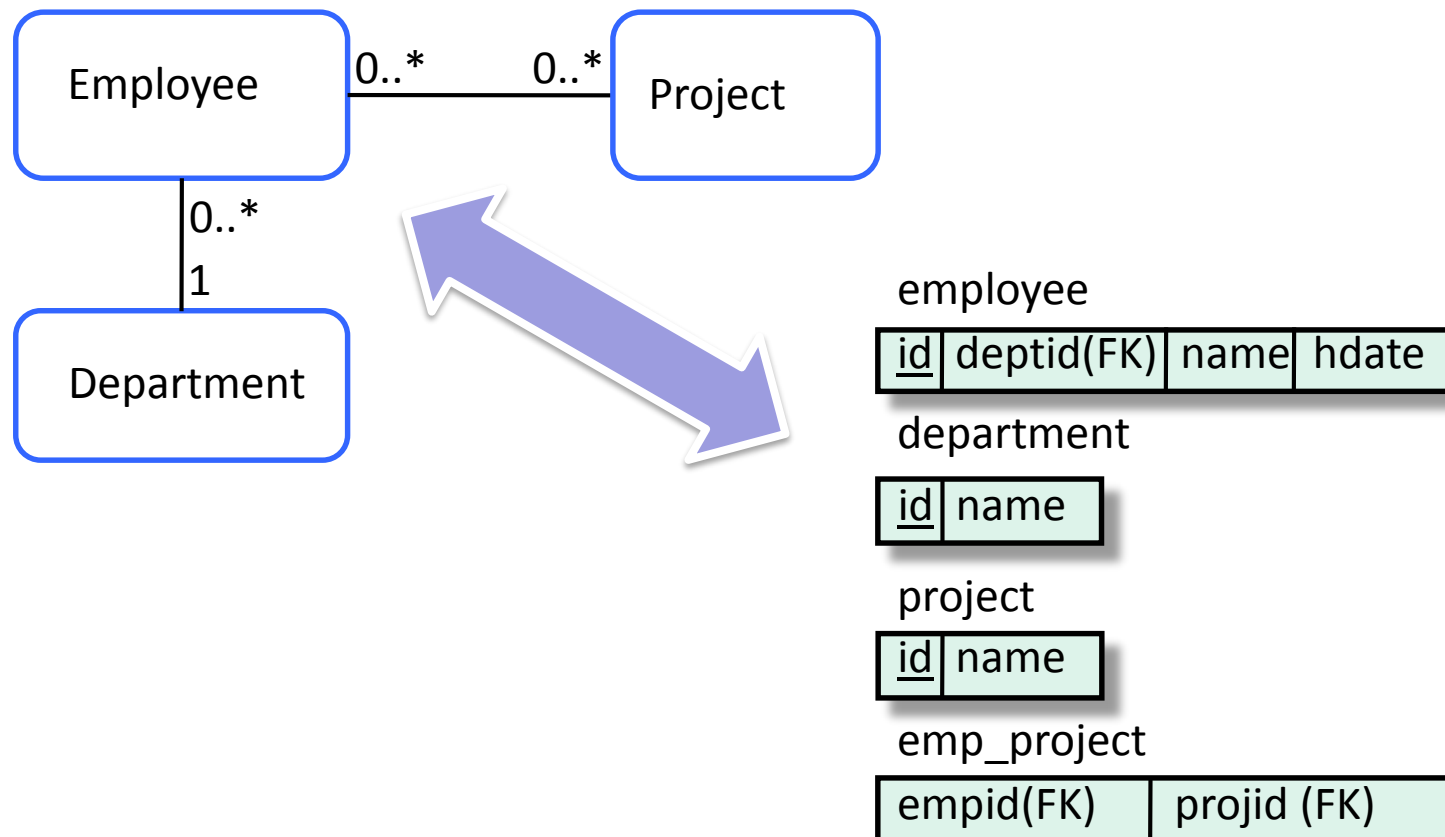 Employee
0..* 0..*
Project
0..*
1
Department
employee
id deptid(FK) name hdate
department
id name
project
id name
emp_project
empid(FK) projid (FK)